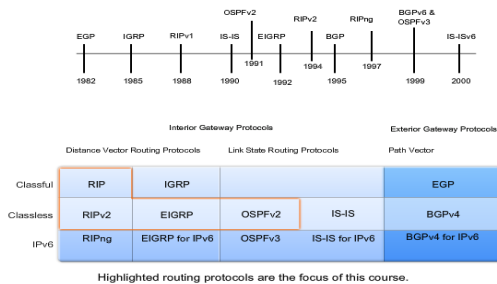 OSPFv2 RIPv2 RIPng BGPv6 &
OSPFv3
EGP IGRP RIPv1 IS-IS EIGRP BGP IS-ISv6
1991 1994 1997
1982 1985 1988 1990 1992 1995 1999 2000
Interior Gateway Protocols Exterior Gateway Protocols
Distance Vector Routing Protocols Link State Routing Protocols Path Vector
Classful RIP IGRP EGP
Classless RIPv2 EIGRP OSPFv2 IS-IS BGPv4
IPv6 RIPng EIGRP for IPv6 OSPFv3 IS-IS for IPv6 BGPv4 for IPv6
Highlighted routing protocols are the focus of this course.